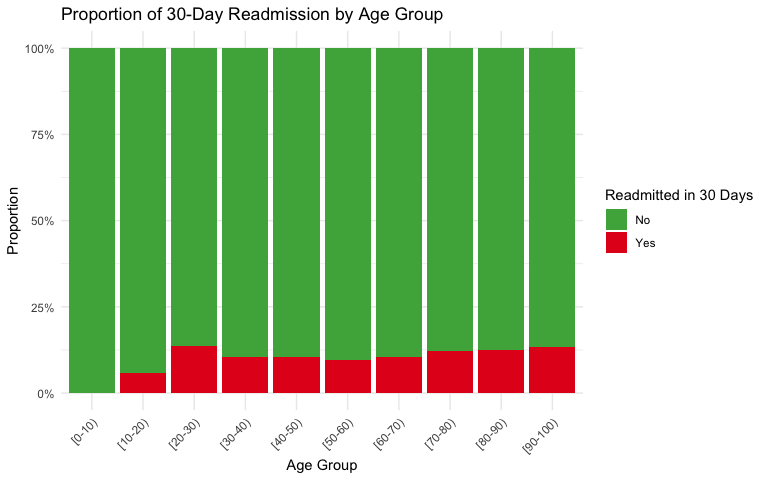 Proportion of 30-Day Readmission by Age Group
100%
75%
50%
25%
0%
Proportion
[0-10)
[10-20)
[20-30)
[30-40)
[40-50)
[50-60)
[60-70)
[70-80)
[80-90)
[90-100)
Age Group
Readmitted in 30 Days
No
Yes